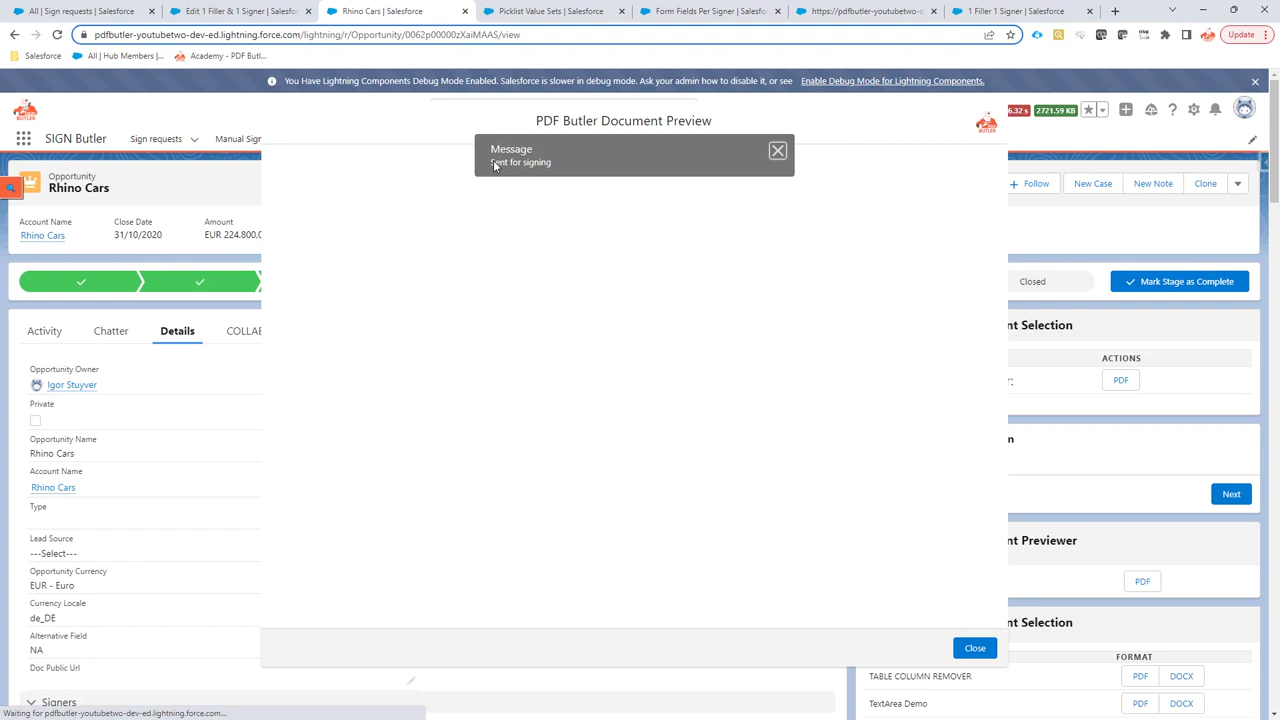 All | Sign requests | Salesforce
Edit 1 Filler & 1 Signer | Salesfor
Rhino Cars | Salesforce
Picklist Value Sets | Salesforce
Form Fields Per Signer | Salesforc
https://pdfbutler-youtubetwo-d
1 Filler 1 Signer | Salesforce
pdfbutler-youtubetwo-dev-ed.lightning.force.com/lightning/r/Opportunity/0062p00000zXaiMAAS/view
Update
Salesforce
All | Hub Members |...
Academy - PDF Butl...
You Have Lightning Components Debug Mode Enabled. Salesforce is slower in debug mode. Ask your admin how to disable it, or see Enable Debug Mode for Lightning Components.
6.32 s
2721.59 KB
SIGN Butler
Sign requests
Manual Sign
PDF Butler Document Preview
Message
Sent for signing
Opportunity
Rhino Cars
Follow
New Case
New Note
Clone
Account Name
Close Date
Amount
Rhino Cars
31/10/2020
EUR 224.800,0
Closed
Mark Stage as Complete
Activity
Chatter
Details
COLLAB
nt Selection
ACTIONS
r:
PDF
Opportunity Owner
Igor Stuyver
Private
Opportunity Name
Rhino Cars
on
Account Name
Rhino Cars
Next
Type
Lead Source
---Select---
nt Previewer
Opportunity Currency
EUR - Euro
PDF
Currency Locale
de_DE
nt Selection
Alternative Field
NA
Close
FORMAT
Doc Public Url
TABLE COLUMN REMOVER
PDF
DOCX
Signers
TextArea Demo
PDF
DOCX
Waiting for pdfbutler-youtubetwo-dev-ed.lightning.force.com...